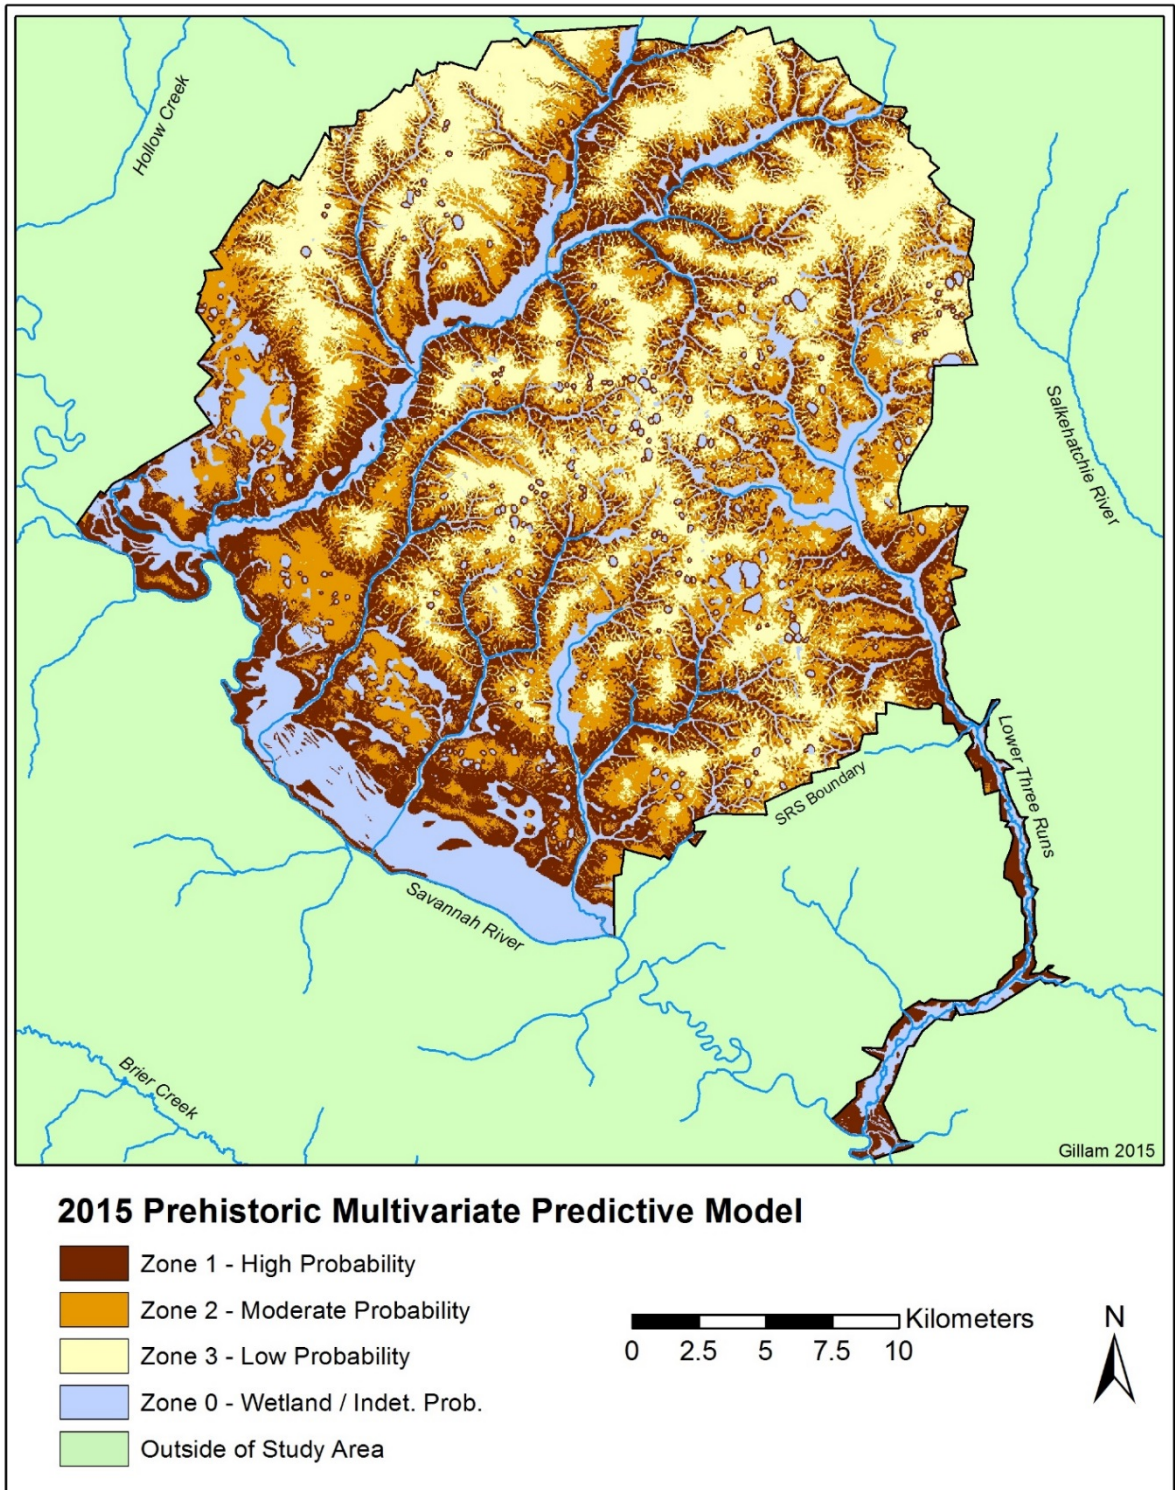 Hollow Creek
Salkehatchie River
Lower Three Runs
SRS Boundary
Savannah River
Brier Creek
Gillam 2015
2015 Prehistoric Multivariate Predictive Model
Zone 1 - High Probability
Zone 2 - Moderate Probability
Zone 3 - Low Probability
Zone 0 - Wetland / Indet. Prob.
Outside of Study Area
Kilometers
0 2.5 5 7.5 10
N